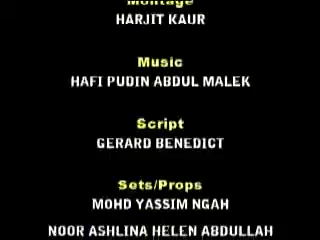 Montage
HARJIT KAUR
Music
HAFI PUDIN ABDUL MALEK
Script
GERARD BENEDICT
Sets/Props
MOHD YASSIM NGAH
NOOR ASHLINA HELEN ABDULLAH